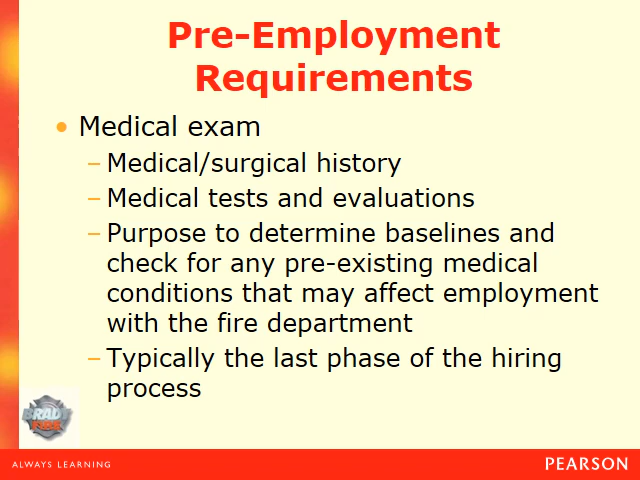 Pre-Employment
Requirements
• Medical exam
– Medical/surgical history
– Medical tests and evaluations
– Purpose to determine baselines and
check for any pre-existing medical
conditions that may affect employment
with the fire department
– Typically the last phase of the hiring
process
BRADY
FIRE
ALWAYS LEARNING
PEARSON